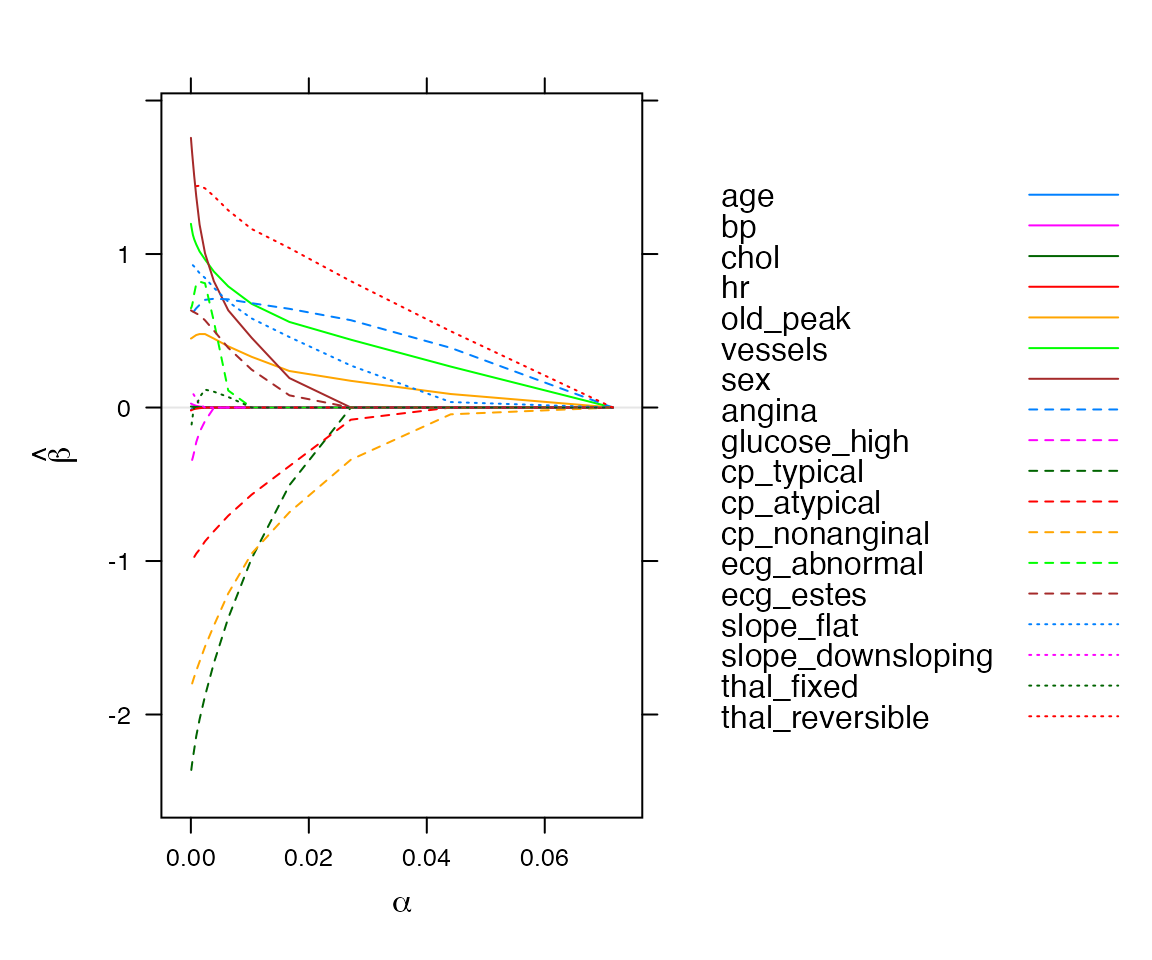 1
0
-1
-2
β̂
0.00 0.02 0.04 0.06
α
age
bp
chol
hr
old_peak
vessels
sex
angina
glucose_high
cp_typical
cp_atypical
cp_nonanginal
ecg_abnormal
ecg_estes
slope_flat
slope_downsloping
thal_fixed
thal_reversible